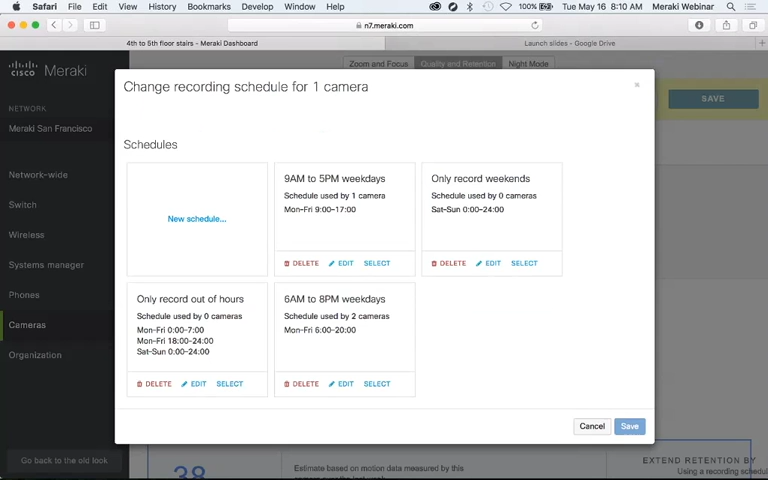 Safari File Edit View History Bookmarks Develop Window Help 100% Tue May 16 8:10 AM Meraki Webinar
n7.meraki.com
4th to 5th floor stairs - Meraki Dashboard Launch slides - Google Drive
CISCO Meraki
Zoom and Focus Quality and Retention Night Mode
SAVE
NETWORK
Meraki San Francisco
Network-wide
Switch
Wireless
Systems manager
Phones
Cameras
Organization
Go back to the old look
Change recording schedule for 1 camera
×
Schedules
New schedule...
9AM to 5PM weekdays
Schedule used by 1 camera
Mon-Fri 9:00-17:00
DELETE EDIT SELECT
Only record weekends
Schedule used by 0 cameras
Sat-Sun 0:00-24:00
DELETE EDIT SELECT
Only record out of hours
Schedule used by 0 cameras
Mon-Fri 0:00-7:00
Mon-Fri 18:00-24:00
Sat-Sun 0:00-24:00
DELETE EDIT SELECT
6AM to 8PM weekdays
Schedule used by 2 cameras
Mon-Fri 6:00-20:00
DELETE EDIT SELECT
Cancel Save
38
Estimate based on motion data measured by this
EXTEND RETENTION BY
Using a recording schedul